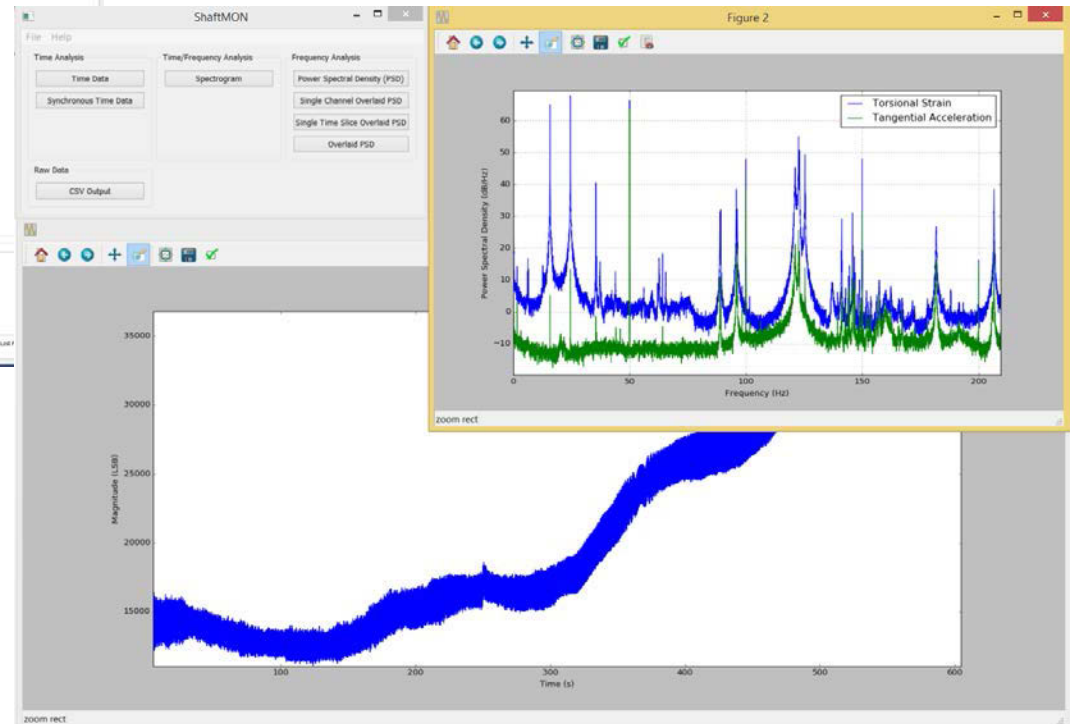 ShaftMON
File Help
Time Analysis
Time Data
Synchronous Time Data
Time/Frequency Analysis
Spectrogram
Frequency Analysis
Power Spectral Density (PSD)
Single Channel Overlaid PSD
Single Time Slice Overlaid PSD
Overlaid PSD
Raw Data
CSV Output
Figure 2
Torsional Strain
Tangential Acceleration
Power Spectral Density (dB/Hz)
60
50
40
30
20
10
0
−10
0 50 100 150 200
Frequency (Hz)
zoom rect
Magnitude (LSB)
35000
30000
25000
20000
15000
100 200 300 400 500 600
Time (s)
zoom rect